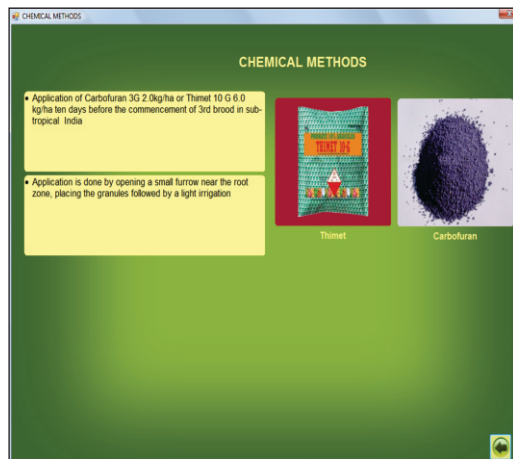 CHEMICAL METHODS
CHEMICAL METHODS
• Application of Carbofuran 3G 2.0kg/ha or Thimet 10 G 6.0
kg/ha ten days before the commencement of 3rd brood in sub-
tropical India
• Application is done by opening a small furrow near the root
zone, placing the granules followed by a light irrigation
THIMET 10-G
Thimet
Carbofuran